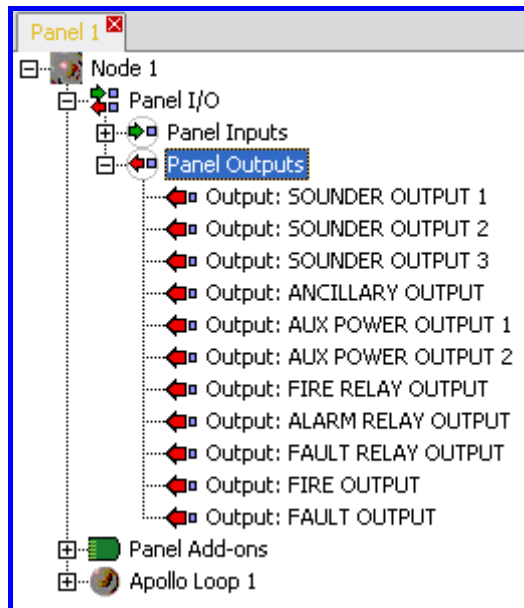 Panel 1
Node 1
Panel I/O
Panel Inputs
Panel Outputs
Output: SOUNDER OUTPUT 1
Output: SOUNDER OUTPUT 2
Output: SOUNDER OUTPUT 3
Output: ANCILLARY OUTPUT
Output: AUX POWER OUTPUT 1
Output: AUX POWER OUTPUT 2
Output: FIRE RELAY OUTPUT
Output: ALARM RELAY OUTPUT
Output: FAULT RELAY OUTPUT
Output: FIRE OUTPUT
Output: FAULT OUTPUT
Panel Add-ons
Apollo Loop 1